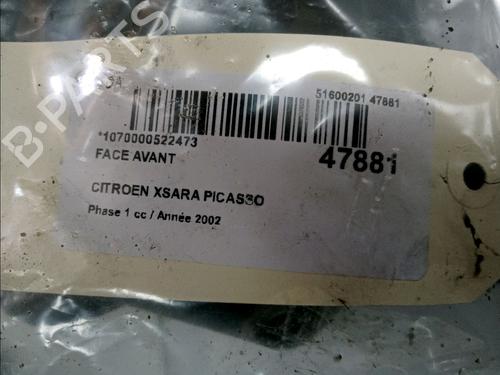 51600201 47881
*1070000522473
FACE AVANT
47881
CITROEN XSARA PICASSO
Phase 1 cc / Année 2002
B-PARTS